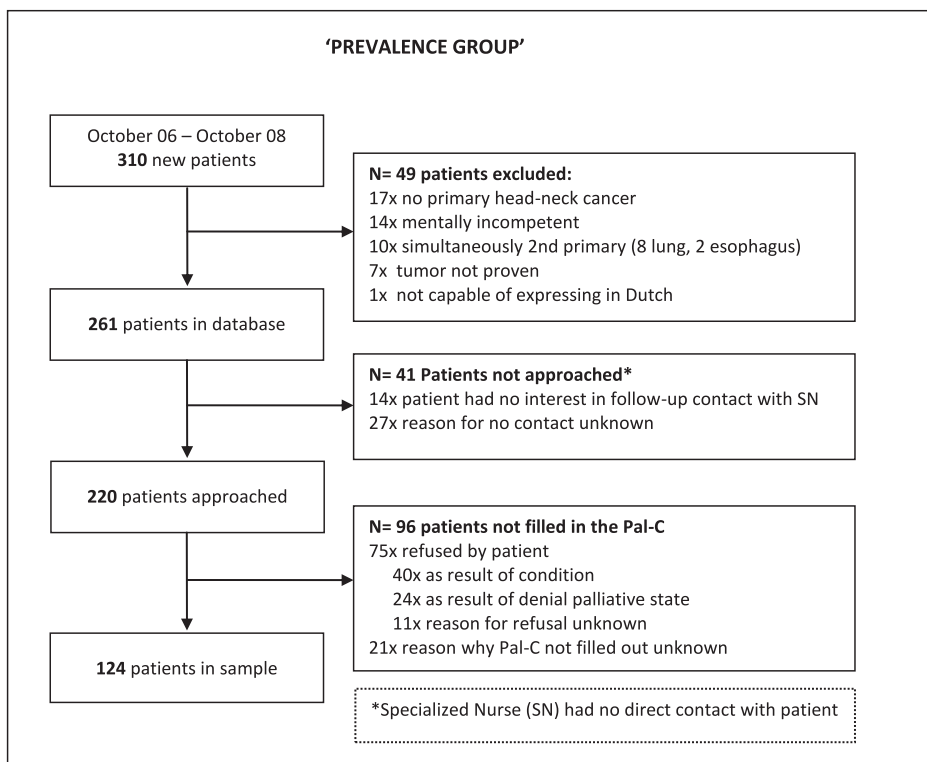 ‘PREVALENCE GROUP’
October 06 – October 08
310 new patients
N= 49 patients excluded:
17x no primary head-neck cancer
14x mentally incompetent
10x simultaneously 2nd primary (8 lung, 2 esophagus)
7x tumor not proven
1x not capable of expressing in Dutch
261 patients in database
N= 41 Patients not approached*
14x patient had no interest in follow-up contact with SN
27x reason for no contact unknown
220 patients approached
N= 96 patients not filled in the Pal-C
75x refused by patient
40x as result of condition
24x as result of denial palliative state
11x reason for refusal unknown
21x reason why Pal-C not filled out unknown
124 patients in sample
*Specialized Nurse (SN) had no direct contact with patient